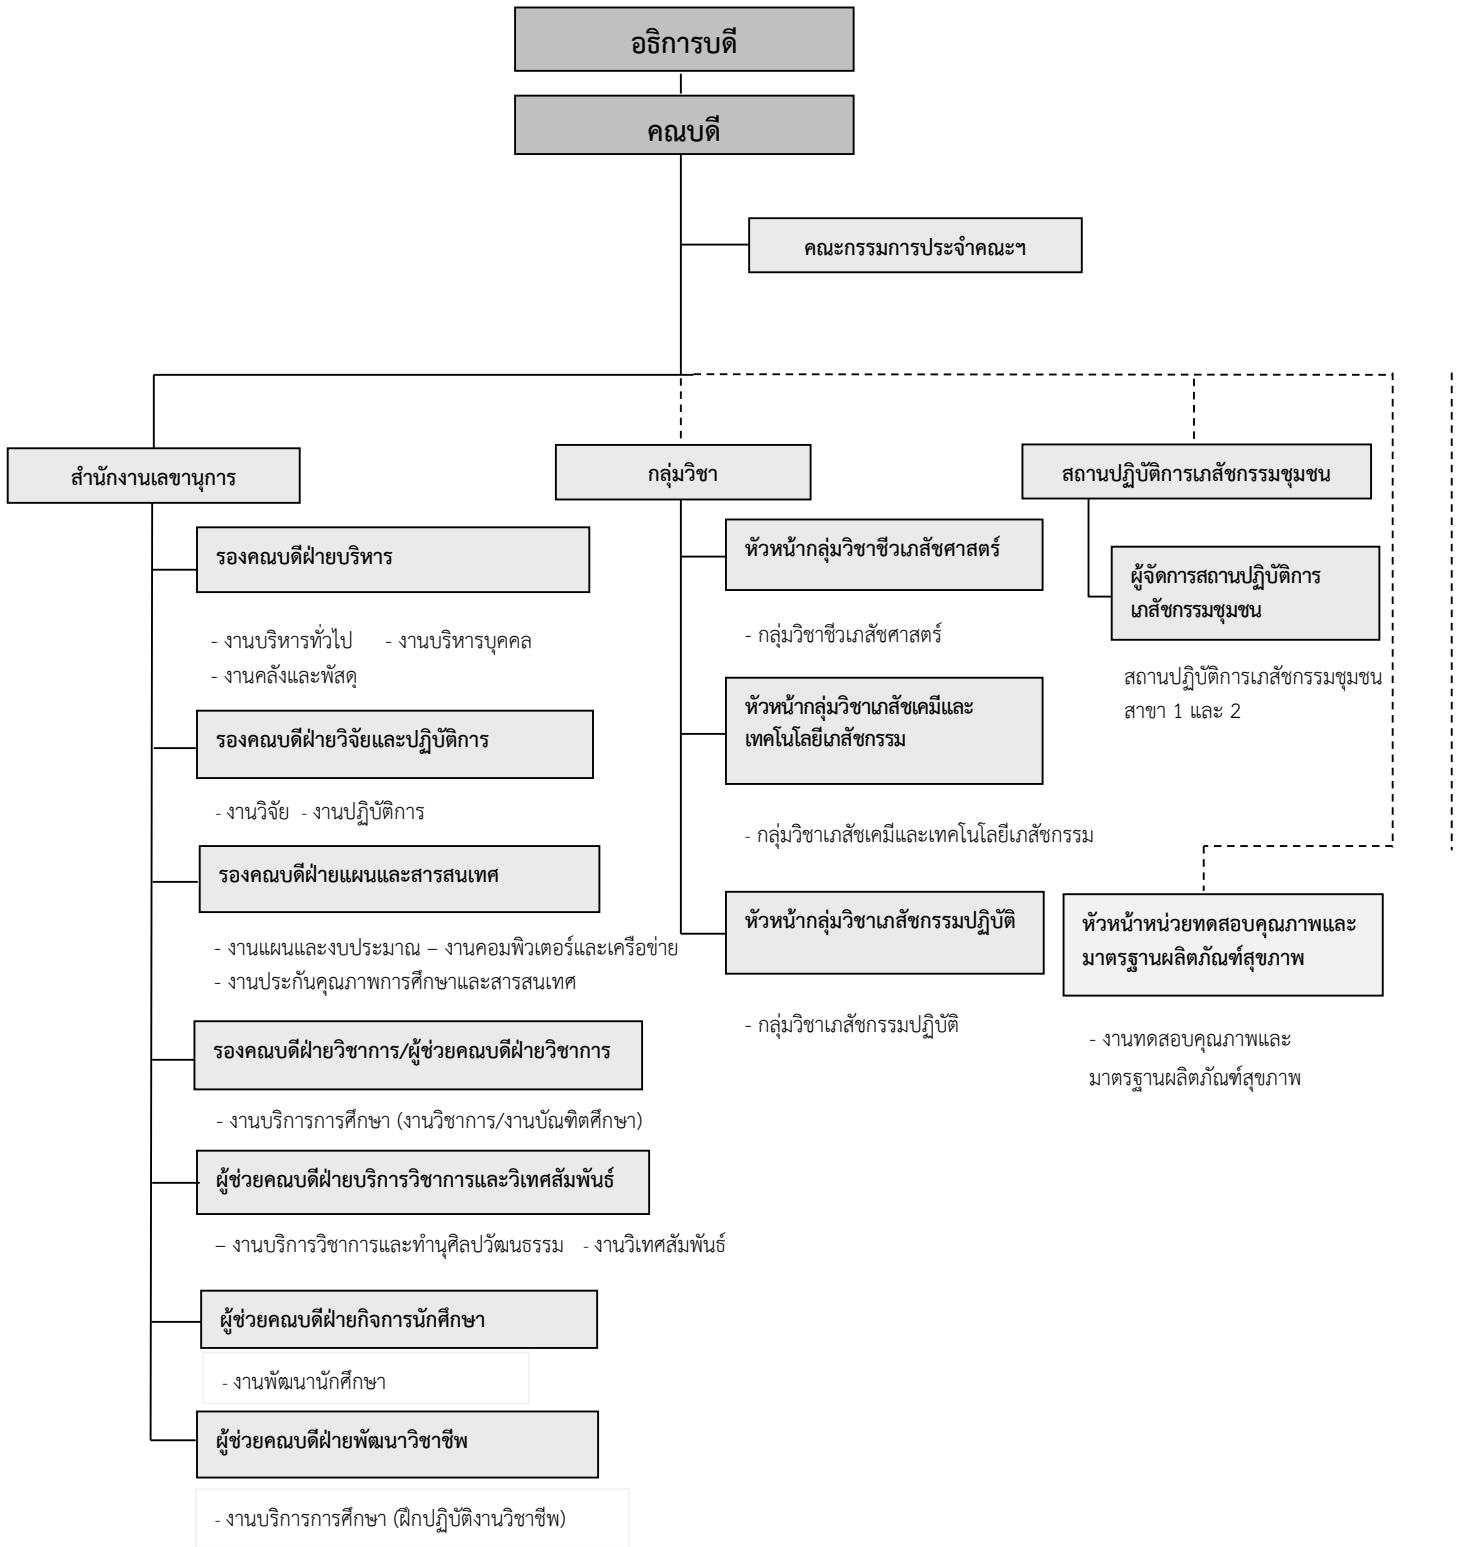 อธิการบดี
คณบดี
คณะกรรมการประจำคณะฯ
สำนักงานเลขานุการ
รองคณบดีฝ่ายบริหาร
- งานบริหารทั่วไป - งานบริหารบุคคล
- งานคลังและพัสดุ
รองคณบดีฝ่ายวิจัยและปฏิบัติการ
- งานวิจัย - งานปฏิบัติการ
รองคณบดีฝ่ายแผนและสารสนเทศ
- งานแผนและงบประมาณ – งานคอมพิวเตอร์และเครือข่าย
- งานประกันคุณภาพการศึกษาและสารสนเทศ
รองคณบดีฝ่ายวิชาการ/ผู้ช่วยคณบดีฝ่ายวิชาการ
- งานบริการการศึกษา (งานวิชาการ/งานบัณฑิตศึกษา)
ผู้ช่วยคณบดีฝ่ายบริการวิชาการและวิเทศสัมพันธ์
– งานบริการวิชาการและทำนุศิลปวัฒนธรรม - งานวิเทศสัมพันธ์
ผู้ช่วยคณบดีฝ่ายกิจการนักศึกษา
- งานพัฒนานักศึกษา
ผู้ช่วยคณบดีฝ่ายพัฒนาวิชาชีพ
- งานบริการการศึกษา (ฝึกปฏิบัติงานวิชาชีพ)
กลุ่มวิชา
หัวหน้ากลุ่มวิชาชีวเภสัชศาสตร์
- กลุ่มวิชาชีวเภสัชศาสตร์
หัวหน้ากลุ่มวิชาเภสัชเคมีและ
เทคโนโลยีเภสัชกรรม
- กลุ่มวิชาเภสัชเคมีและเทคโนโลยีเภสัชกรรม
หัวหน้ากลุ่มวิชาเภสัชกรรมปฏิบัติ
- กลุ่มวิชาเภสัชกรรมปฏิบัติ
สถานปฏิบัติการเภสัชกรรมชุมชน
ผู้จัดการสถานปฏิบัติการ
เภสัชกรรมชุมชน
สถานปฏิบัติการเภสัชกรรมชุมชน
สาขา 1 และ 2
หัวหน้าหน่วยทดสอบคุณภาพและ
มาตรฐานผลิตภัณฑ์สุขภาพ
- งานทดสอบคุณภาพและ
มาตรฐานผลิตภัณฑ์สุขภาพ